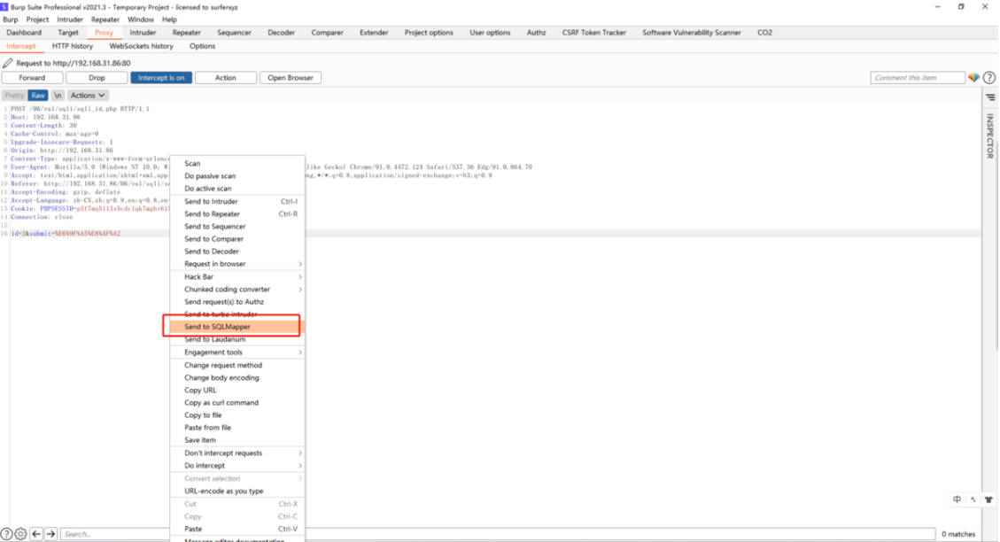 Burp Suite Professional v2021.3 - Temporary Project - licensed to surferxyz
Burp Project Intruder Repeater Window Help
Dashboard Target Proxy Intruder Repeater Sequencer Decoder Comparer Extender Project options User options Authz CSRF Token Tracker Software Vulnerability Scanner CO2
Intercept HTTP history WebSockets history Options
Request to http://192.168.31.86:80
Forward Drop Intercept is on Action Open Browser Comment this item
Pretty Raw \n Actions
INSPECTOR
1 POST /06/vul/sqli/sqli_id.php HTTP/1.1
2 Host: 192.168.31.86
3 Content-Length: 30
4 Cache-Control: max-age=0
5 Upgrade-Insecure-Requests: 1
6 Origin: http://192.168.31.86
7 Content-Type: application/x-www-form-urlenco
8 User-Agent: Mozilla/5.0 (Windows NT 10.0; Wi like Gecko) Chrome/91.0.4472.124 Safari/537.36 Edg/91.0.864.70
9 Accept: text/html,application/xhtml+xml,appl ng,*/*;q=0.8,application/signed-exchange;v=b3;q=0.9
10 Referer: http://192.168.31.86/06/vul/sqli/sq
11 Accept-Encoding: gzip, deflate
12 Accept-Language: zh-CN,zh;q=0.9,en;q=0.8,en-
13 Cookie: PHPSESSID=
14 Connection: close
15
16 id=2&submit=%E6%9F%A5%E8%AF%A2
Scan
Do passive scan
Do active scan
Send to Intruder Ctrl-I
Send to Repeater Ctrl-R
Send to Sequencer
Send to Comparer
Send to Decoder
Request in browser
Hack Bar
Chunked coding converter
Send request(s) to Authz
Send to turbo intruder
Send to SQLMapper
Send to Laudanum
Engagement tools
Change request method
Change body encoding
Copy URL
Copy as curl command
Copy to file
Paste from file
Save item
Don't intercept requests
Do intercept
Convert selection
URL-encode as you type
Cut Ctrl-X
Copy Ctrl-C
Paste Ctrl-V
Message editor documentation
中
Search...
0 matches